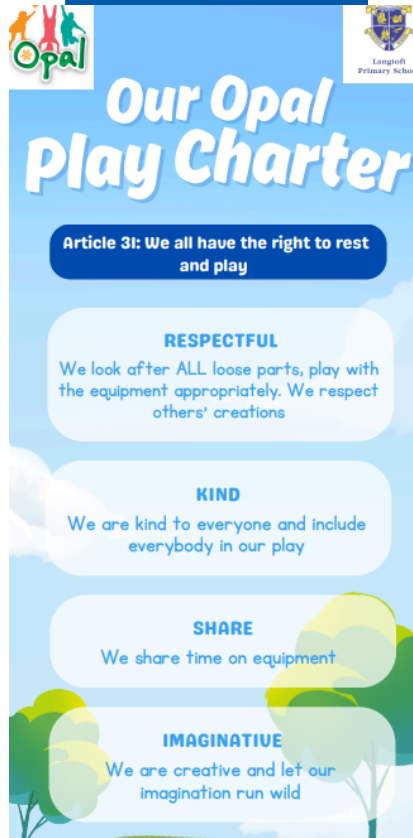 Opal
Langtoft
Primary
Our Opal
Play Charter
Article 31: We all have the right to rest
and play
RESPECTFUL
We look after ALL loose parts, play with
the equipment appropriately. We respect
others' creations
KIND
We are kind to everyone and include
everybody in our play
SHARE
We share time on equipment
IMAGINATIVE
We are creative and let our
imagination run wild